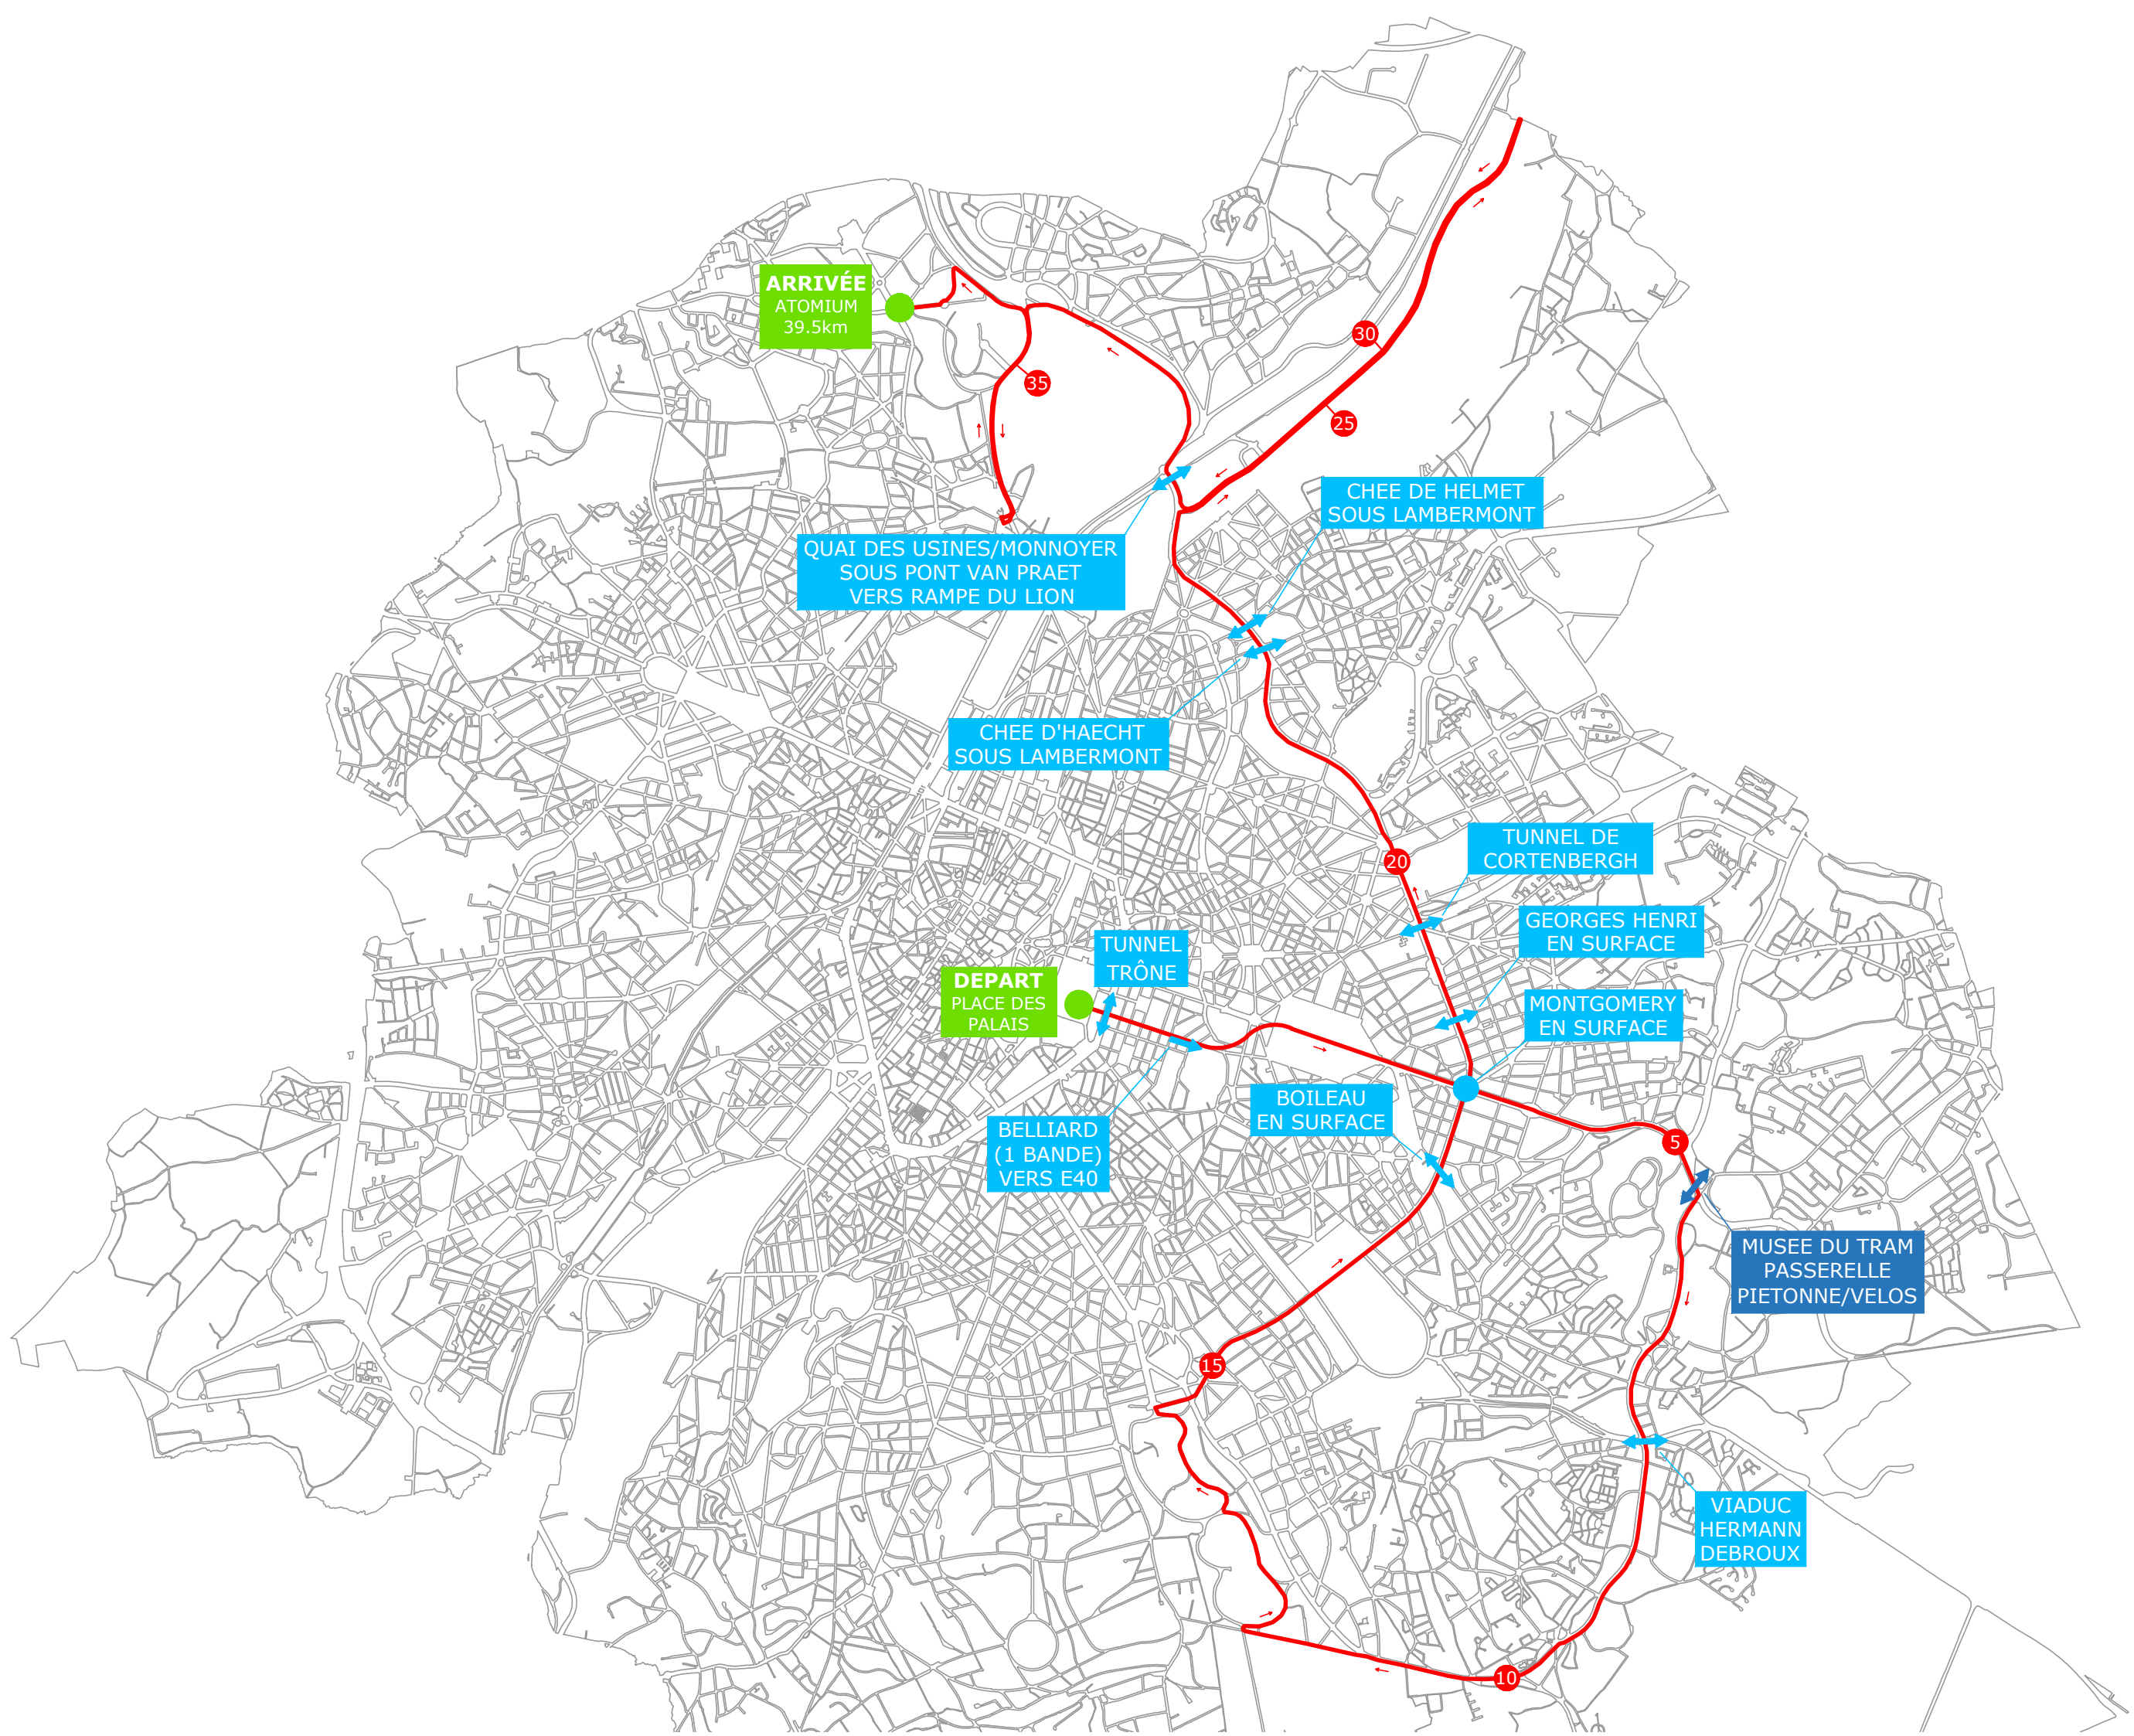 ARRIVÉE
ATOMIUM
39.5km
30
35
25
CHEE DE HELMET
SOUS LAMBERMONT
QUAI DES USINES/MONNOYER
SOUS PONT VAN PRAET
VERS RAMPE DU LION
CHEE D'HAECHT
SOUS LAMBERMONT
TUNNEL DE
CORTENBERGH
20
GEORGES HENRI
EN SURFACE
TUNNEL
TRÔNE
DEPART
PLACE DES
PALAIS
MONTGOMERY
EN SURFACE
BOILEAU
EN SURFACE
BELLIARD
(1 BANDE)
VERS E40
5
MUSEE DU TRAM
PASSERELLE
PIETONNE/VELOS
15
VIADUC
HERMANN
DEBROUX
10